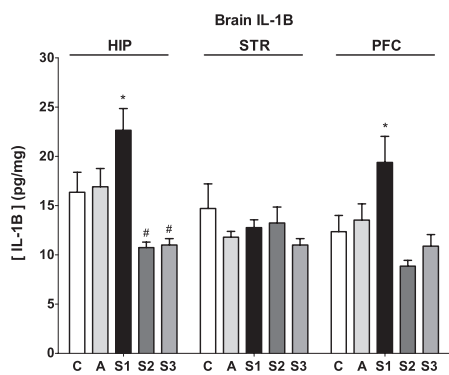 Brain IL-1B
HIP STR PFC
[ IL-1B ] (pg/mg)
30
25
20
15
10
5
0
*
# #
*
C A S1 S2 S3 C A S1 S2 S3 C A S1 S2 S3